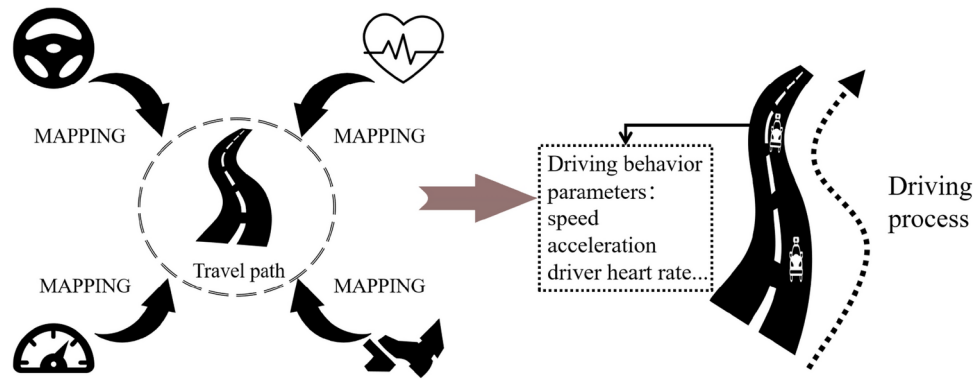 MAPPING
MAPPING
Travel path
MAPPING
MAPPING
Driving behavior
parameters:
speed
acceleration
driver heart rate...
Driving
process